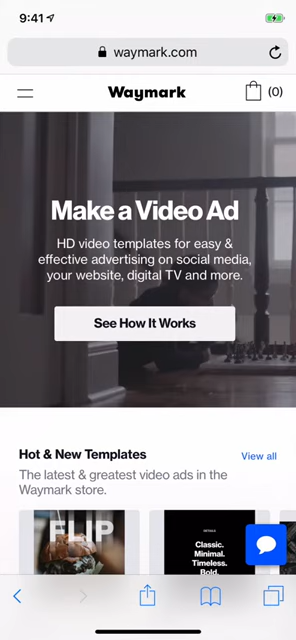 9:41
waymark.com
Waymark
(0)
Make a Video Ad
HD video templates for easy &
effective advertising on social media,
your website, digital TV and more.
See How It Works
Hot & New Templates
View all
The latest & greatest video ads in the
Waymark store.
FLIP
DETAILS
Classic.
Minimal.
Timeless.
Bold.